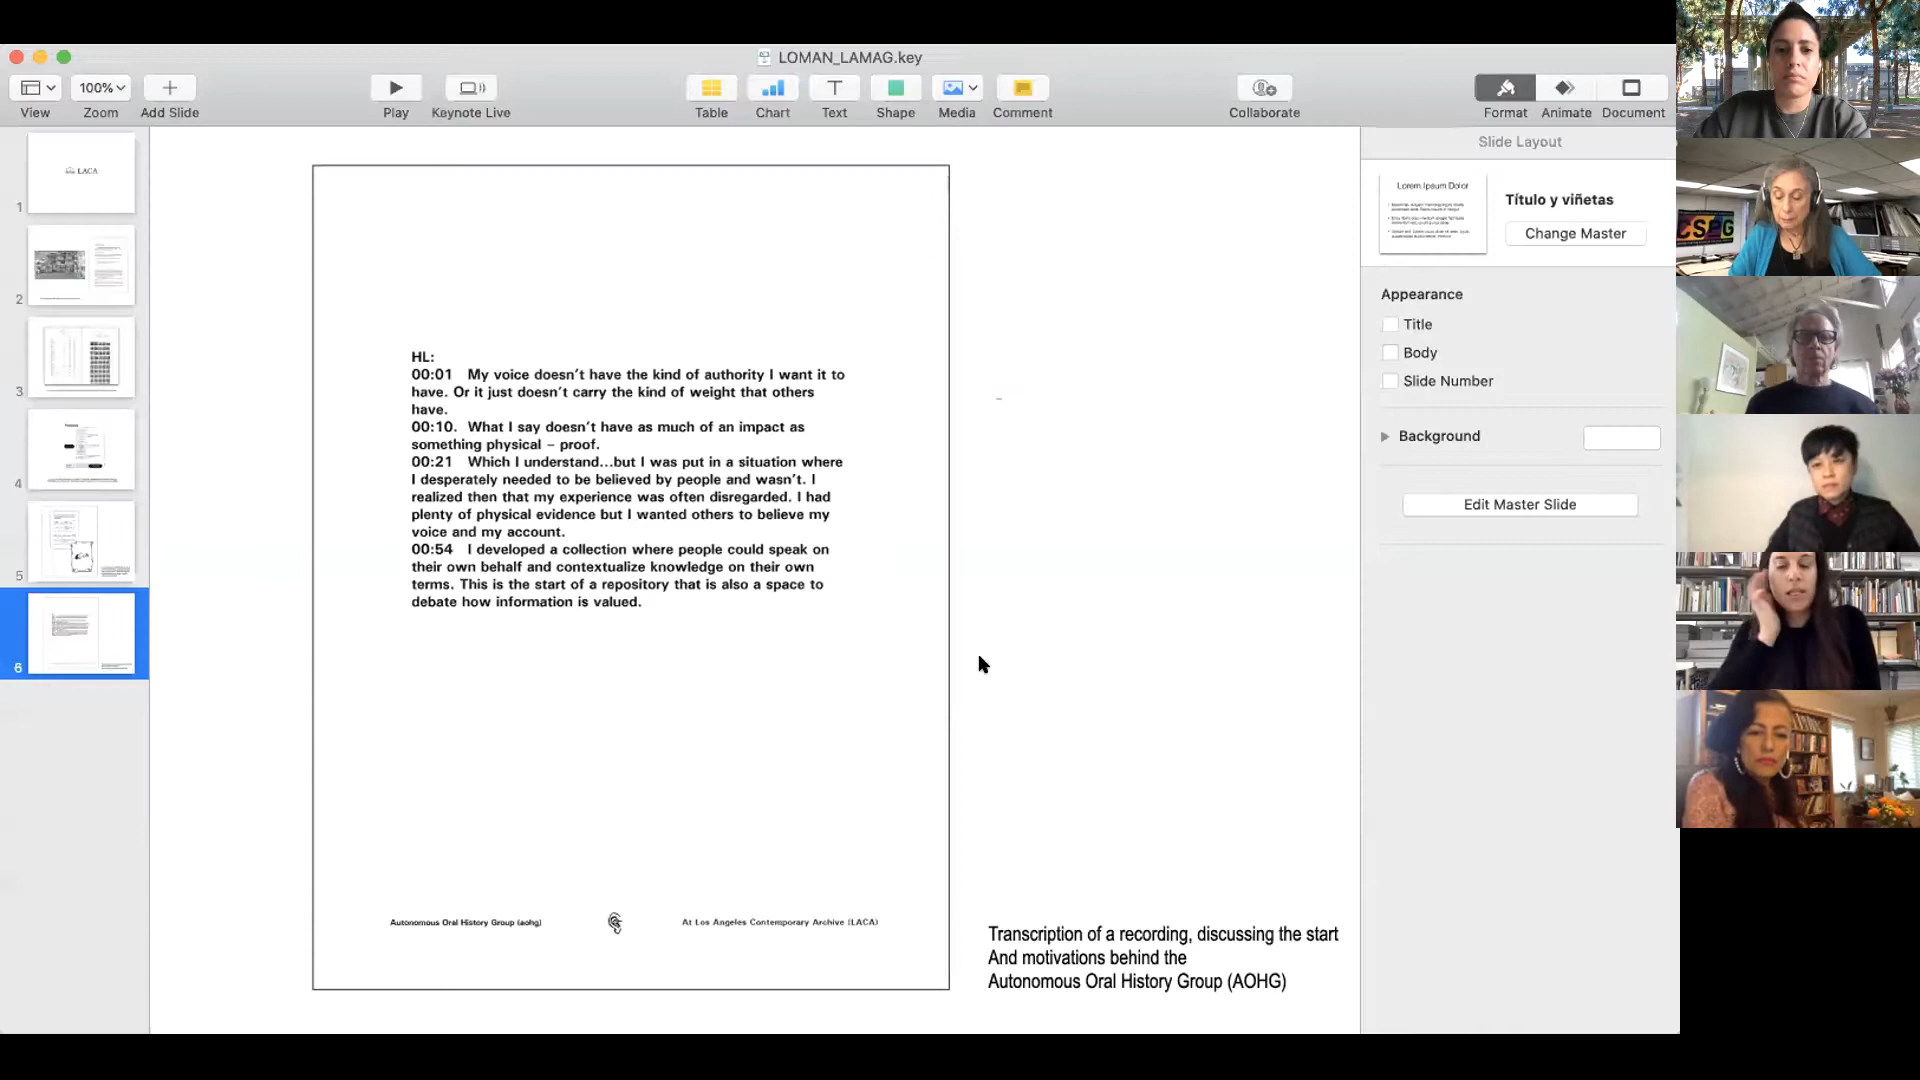 LOMAN_LAMAG.key
View
100%
Zoom
Add Slide
Play
Keynote Live
Table
Chart
Text
Shape
Media
Comment
Collaborate
Format
Animate
Document
LACA
1
2
3
4
5
6
HL:
00:01 My voice doesn't have the kind of authority I want it to
have. Or it just doesn't carry the kind of weight that others
have.
00:10. What I say doesn't have as much of an impact as
something physical – proof.
00:21 Which I understand...but I was put in a situation where
I desperately needed to be believed by people and wasn't. I
realized then that my experience was often disregarded. I had
plenty of physical evidence but I wanted others to believe my
voice and my account.
00:54 I developed a collection where people could speak on
their own behalf and contextualize knowledge on their own
terms. This is the start of a repository that is also a space to
debate how information is valued.
Autonomous Oral History Group (aohg)
At Los Angeles Contemporary Archive (LACA)
Transcription of a recording, discussing the start
And motivations behind the
Autonomous Oral History Group (AOHG)
Slide Layout
Lorem Ipsum Dolor
Título y viñetas
Change Master
Appearance
Title
Body
Slide Number
Background
Edit Master Slide
CSPG